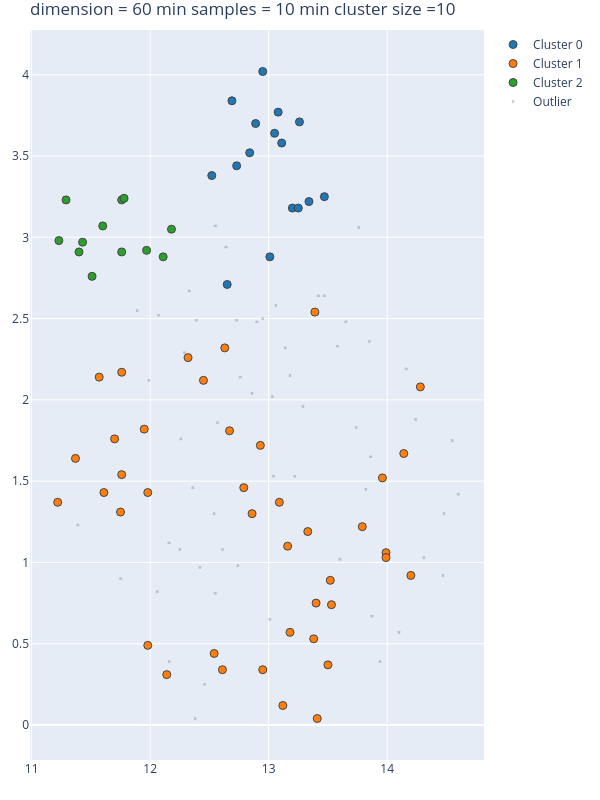 dimension = 60 min samples = 10 min cluster size =10
Cluster 0
Cluster 1
Cluster 2
Outlier
4
3.5
3
2.5
2
1.5
1
0.5
0
11
12
13
14